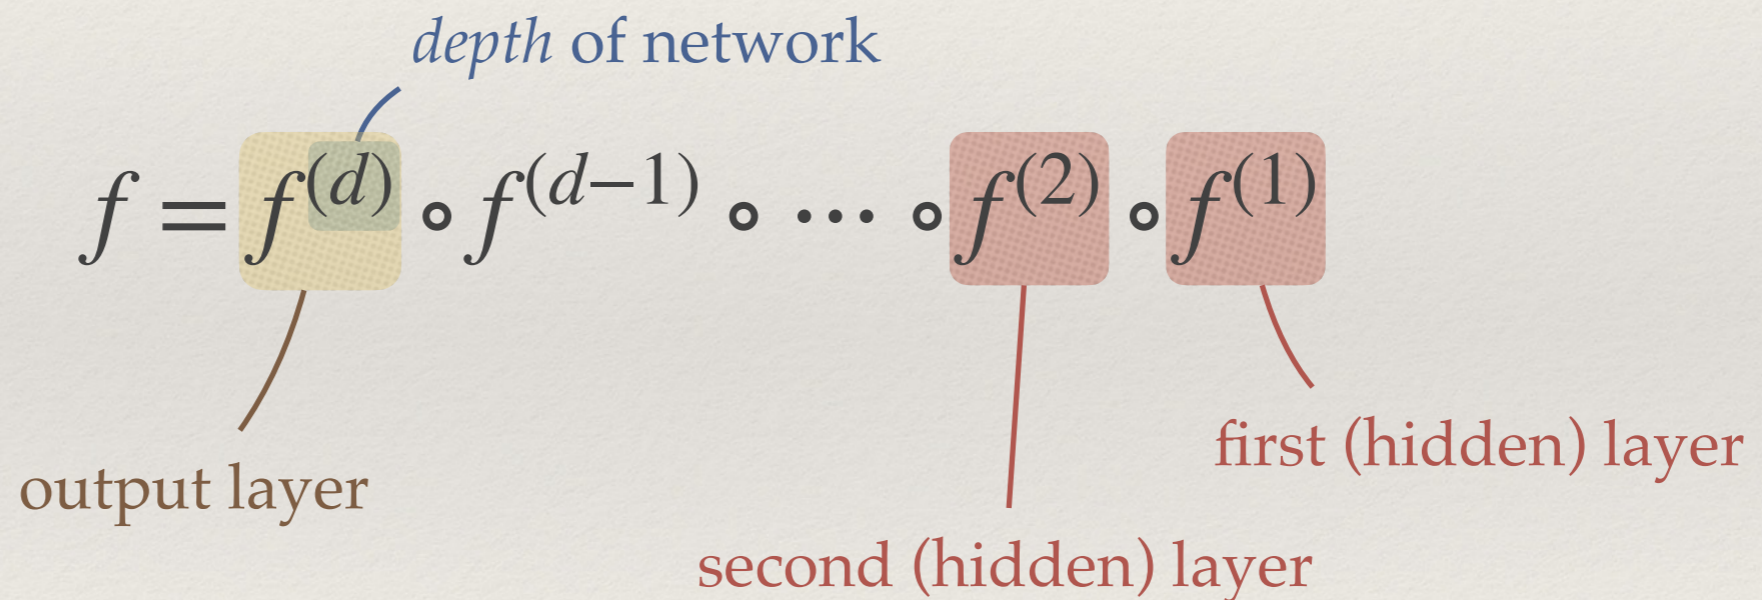 depth of network
f = f^(d) ∘ f^(d−1) ∘ ⋯ ∘ f^(2) ∘ f^(1)
first (hidden) layer
output layer
second (hidden) layer